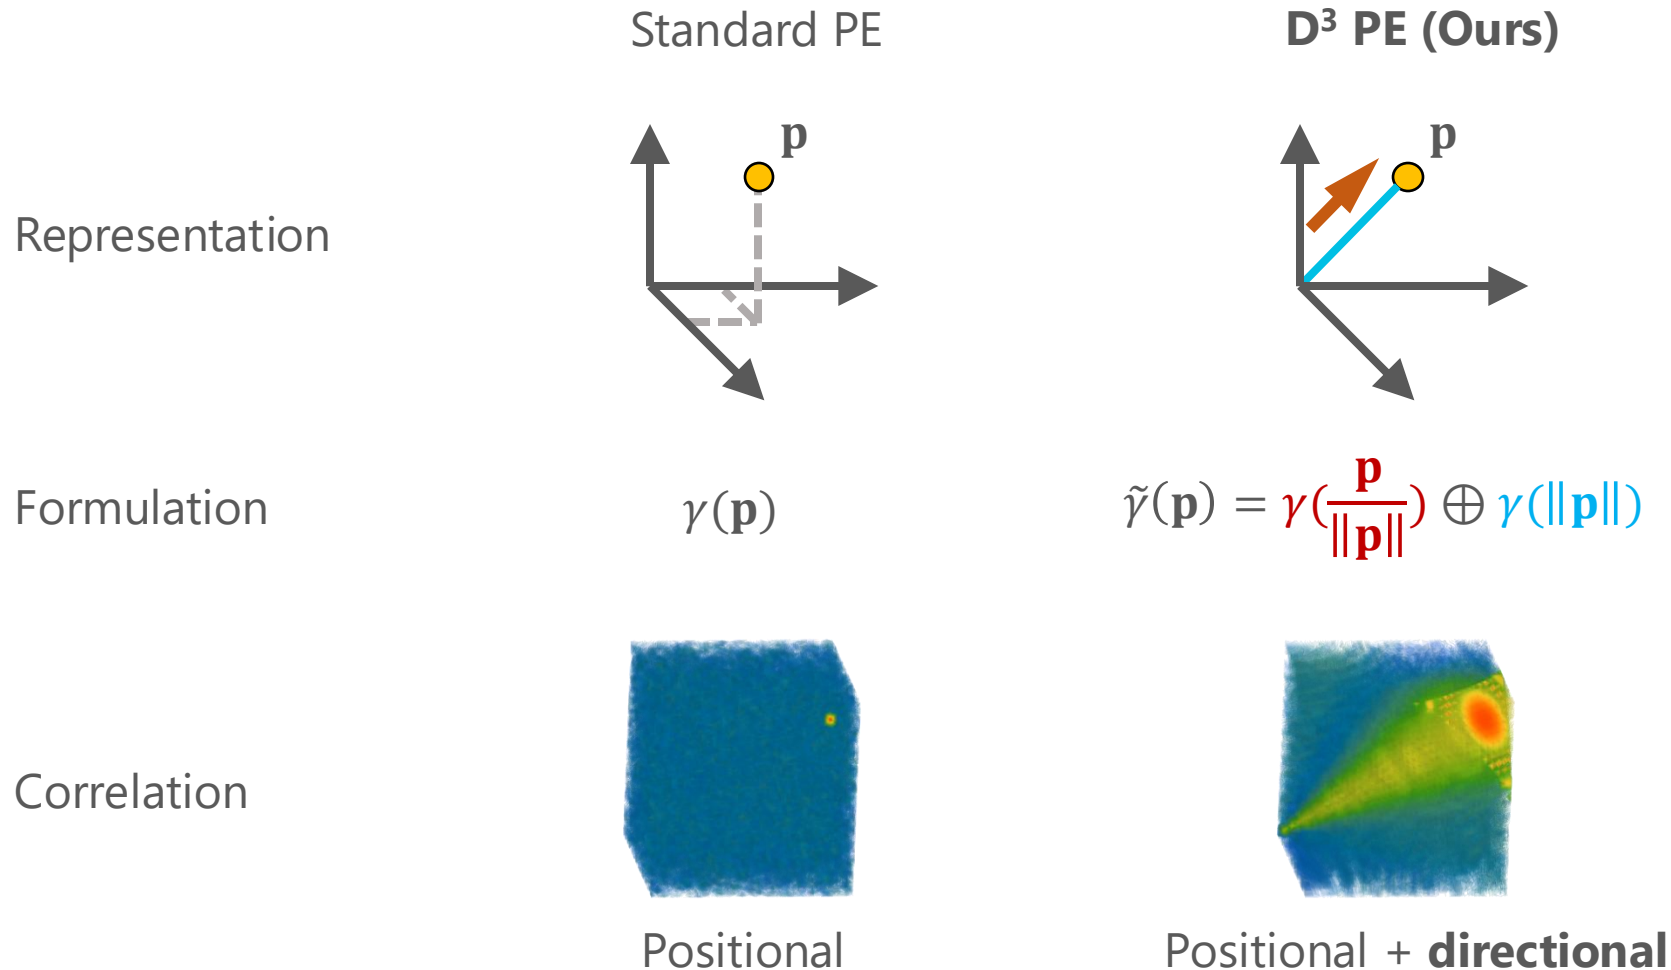 Standard PE
D³ PE (Ours)
p
p
Representation
Formulation
γ(p)
γ̃(p) = γ(p/‖p‖) ⊕ γ(‖p‖)
Correlation
Positional
Positional + directional